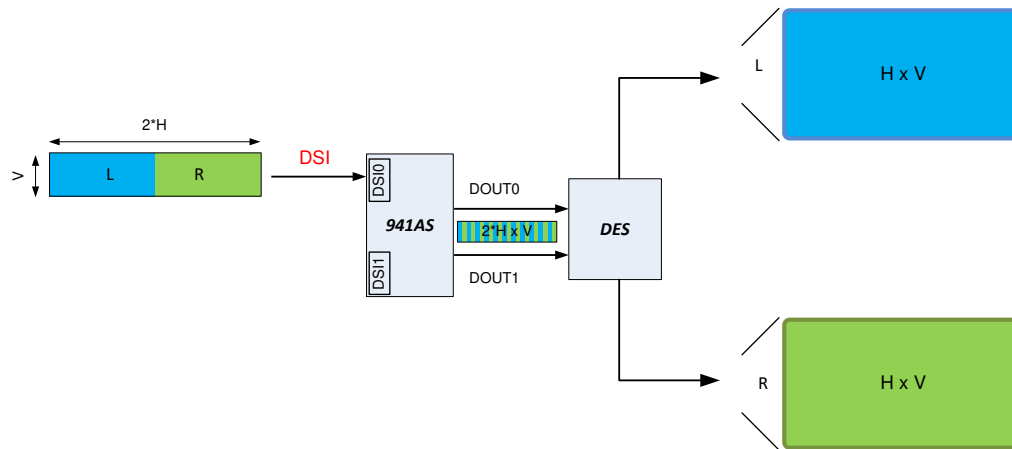 2*H
V
L
R
DSI
DSI0
941AS
DSI1
DOUT0
2*H x V
DOUT1
DES
L
H x V
R
H x V